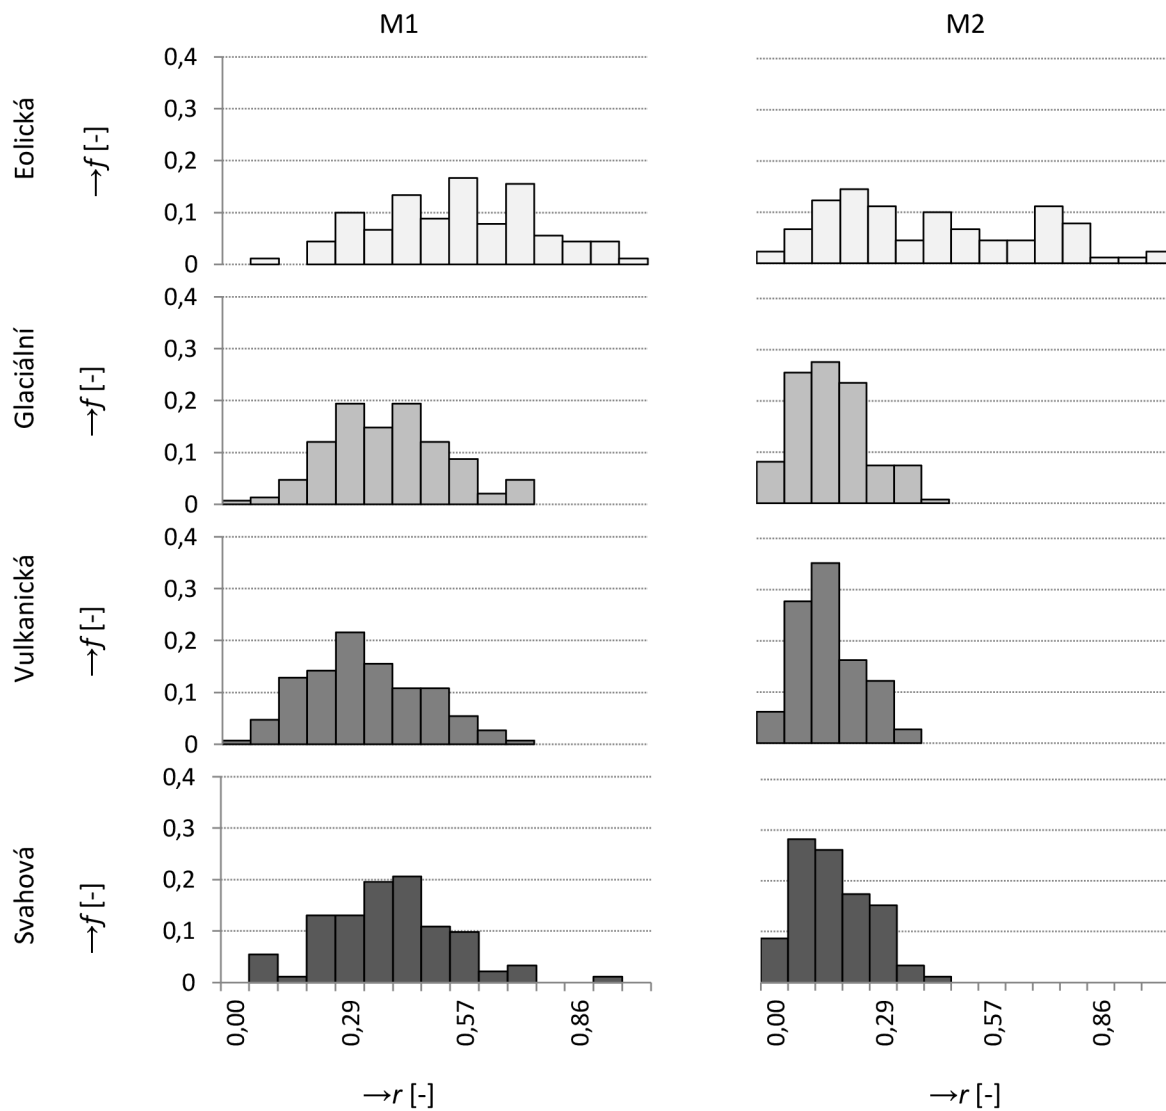 M1
M2
Eolická
→f [-]
0,4
0,3
0,2
0,1
0
Glaciální
→f [-]
0,4
0,3
0,2
0,1
0
Vulkanická
→f [-]
0,4
0,3
0,2
0,1
0
Svahová
→f [-]
0,4
0,3
0,2
0,1
0
0,00
0,29
0,57
0,86
0,00
0,29
0,57
0,86
→r [-]
→r [-]